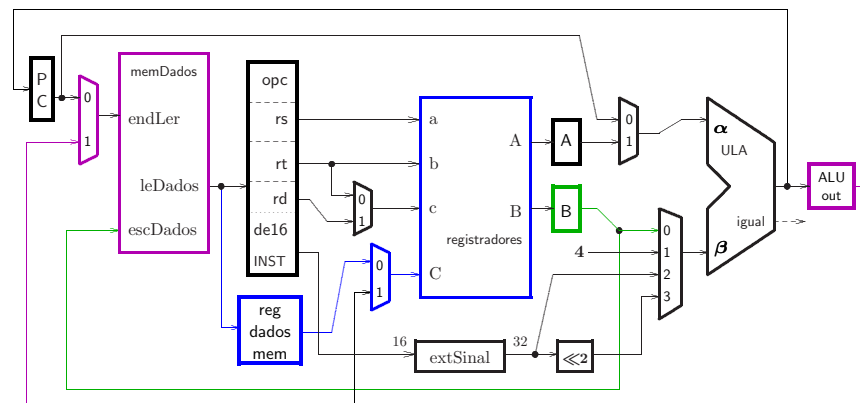 P
C
0
1
memDados
endLer
leDados
escDados
opc
rs
rt
rd
de16
INST
reg
dados
mem
0
1
0
1
a
b
c
C
A
B
registradores
A
B
16
extSinal
32
≪2
0
1
4
0
1
2
3
α
ULA
igual
β
ALU
out